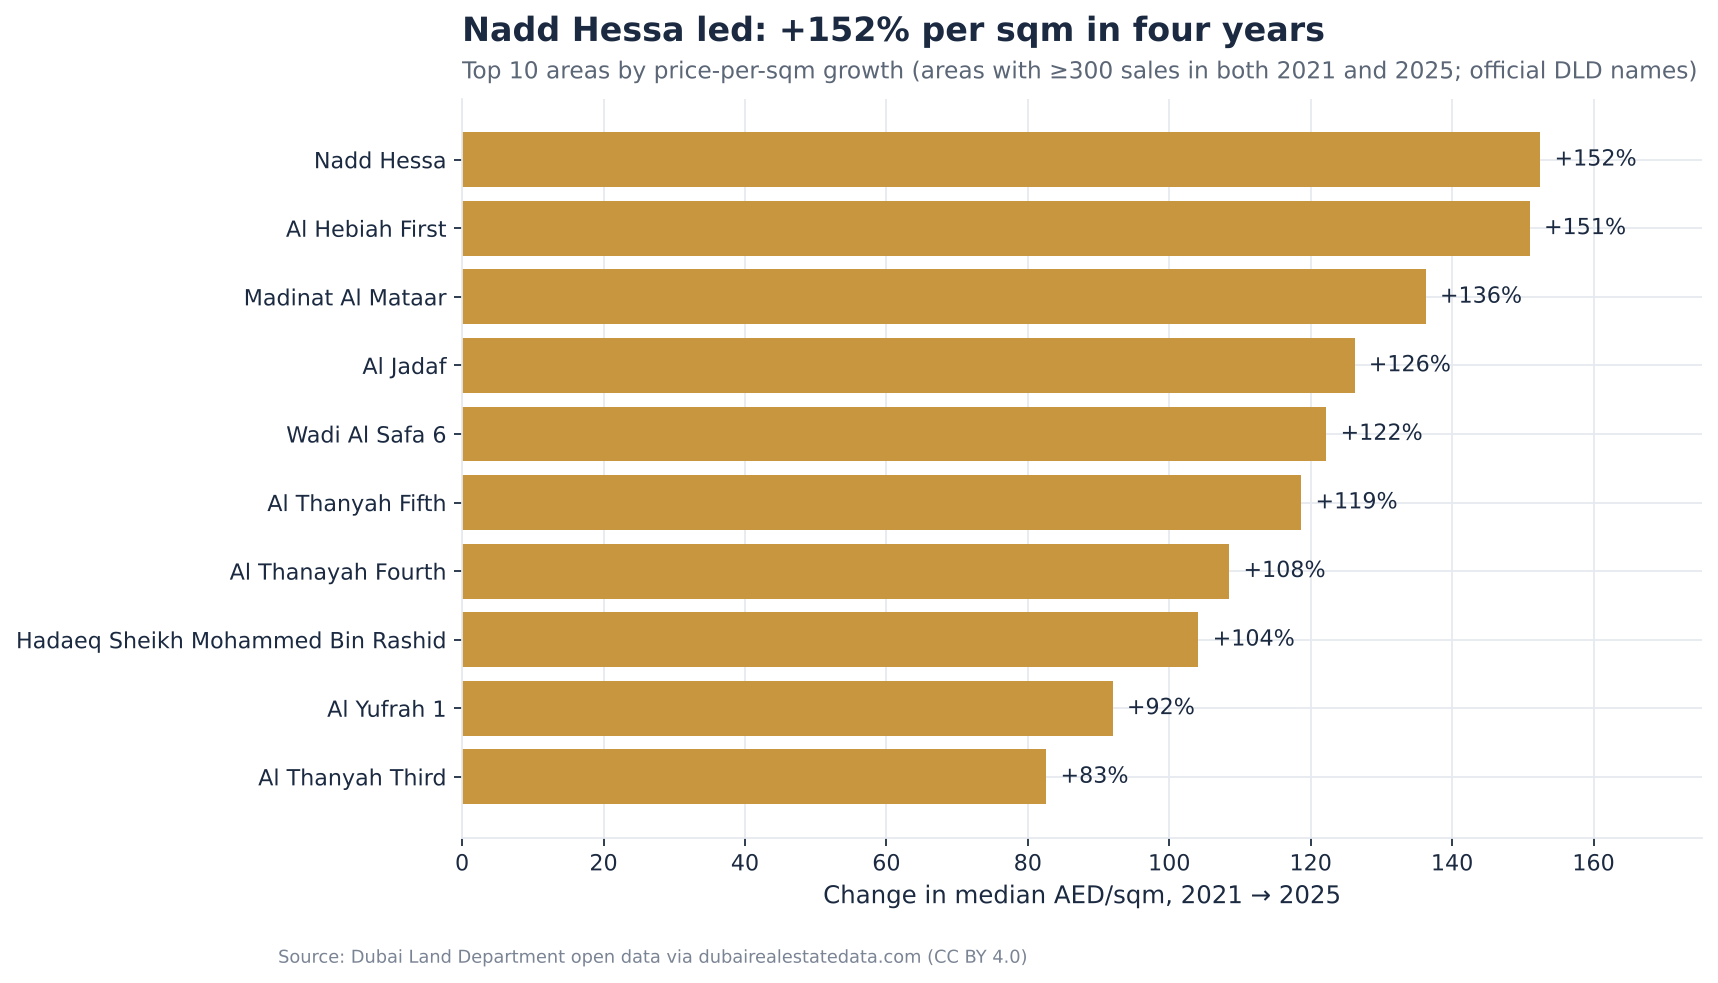 Nadd Hessa led: +152% per sqm in four years
Top 10 areas by price-per-sqm growth (areas with ≥300 sales in both 2021 and 2025; official DLD names)
Nadd Hessa +152%
Al Hebiah First +151%
Madinat Al Mataar +136%
Al Jadaf +126%
Wadi Al Safa 6 +122%
Al Thanyah Fifth +119%
Al Thanayah Fourth +108%
Hadaeq Sheikh Mohammed Bin Rashid +104%
Al Yufrah 1 +92%
Al Thanyah Third +83%
0 20 40 60 80 100 120 140 160
Change in median AED/sqm, 2021 → 2025
Source: Dubai Land Department open data via dubairealestatedata.com (CC BY 4.0)